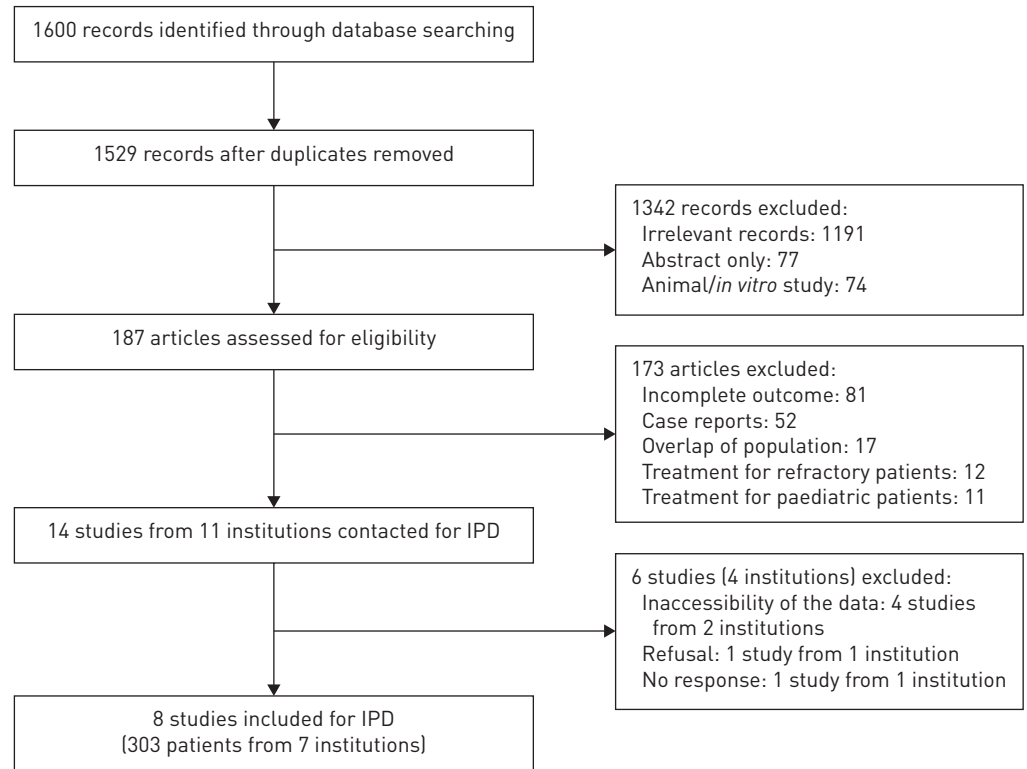 1600 records identified through database searching
1529 records after duplicates removed
1342 records excluded:
Irrelevant records: 1191
Abstract only: 77
Animal/in vitro study: 74
187 articles assessed for eligibility
173 articles excluded:
Incomplete outcome: 81
Case reports: 52
Overlap of population: 17
Treatment for refractory patients: 12
Treatment for paediatric patients: 11
14 studies from 11 institutions contacted for IPD
6 studies (4 institutions) excluded:
Inaccessibility of the data: 4 studies
from 2 institutions
Refusal: 1 study from 1 institution
No response: 1 study from 1 institution
8 studies included for IPD
(303 patients from 7 institutions)